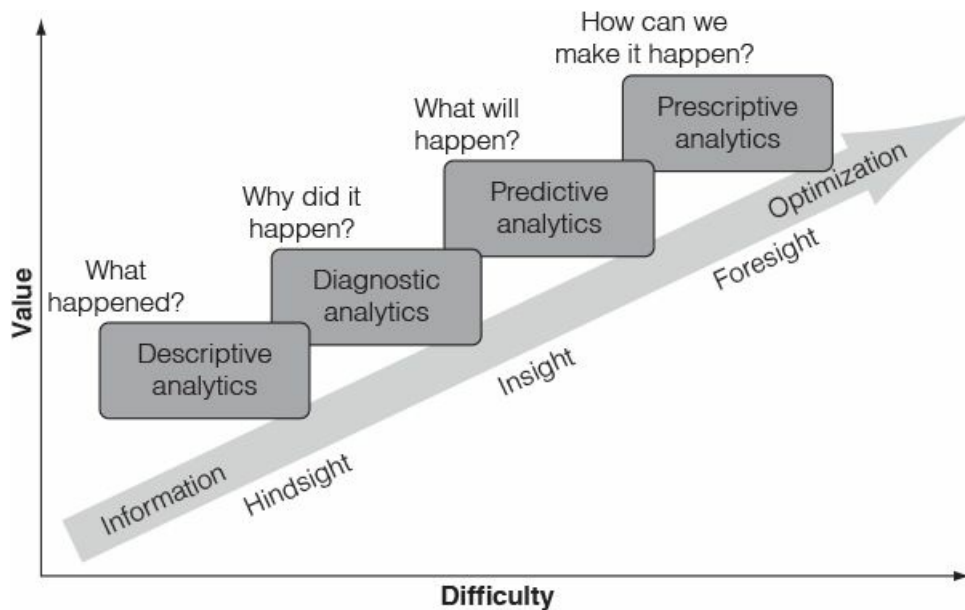 How can we
make it happen?
Prescriptive
analytics
What will
happen?
Predictive
analytics
Why did it
happen?
Diagnostic
analytics
What
happened?
Descriptive
analytics
Information
Hindsight
Insight
Foresight
Optimization
Value
Difficulty